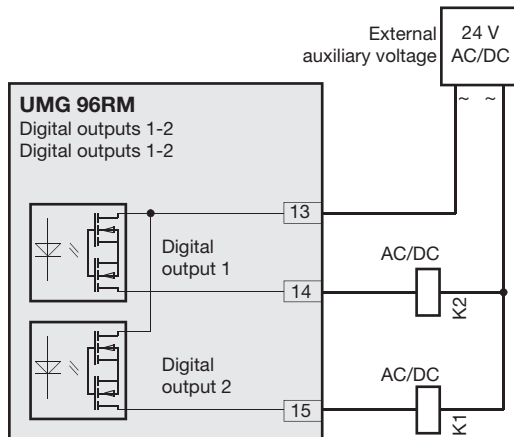 External
auxiliary voltage
24 V
AC/DC
~ ~
UMG 96RM
Digital outputs 1-2
Digital outputs 1-2
13
Digital
output 1
AC/DC
14
K2
Digital
output 2
AC/DC
15
K1